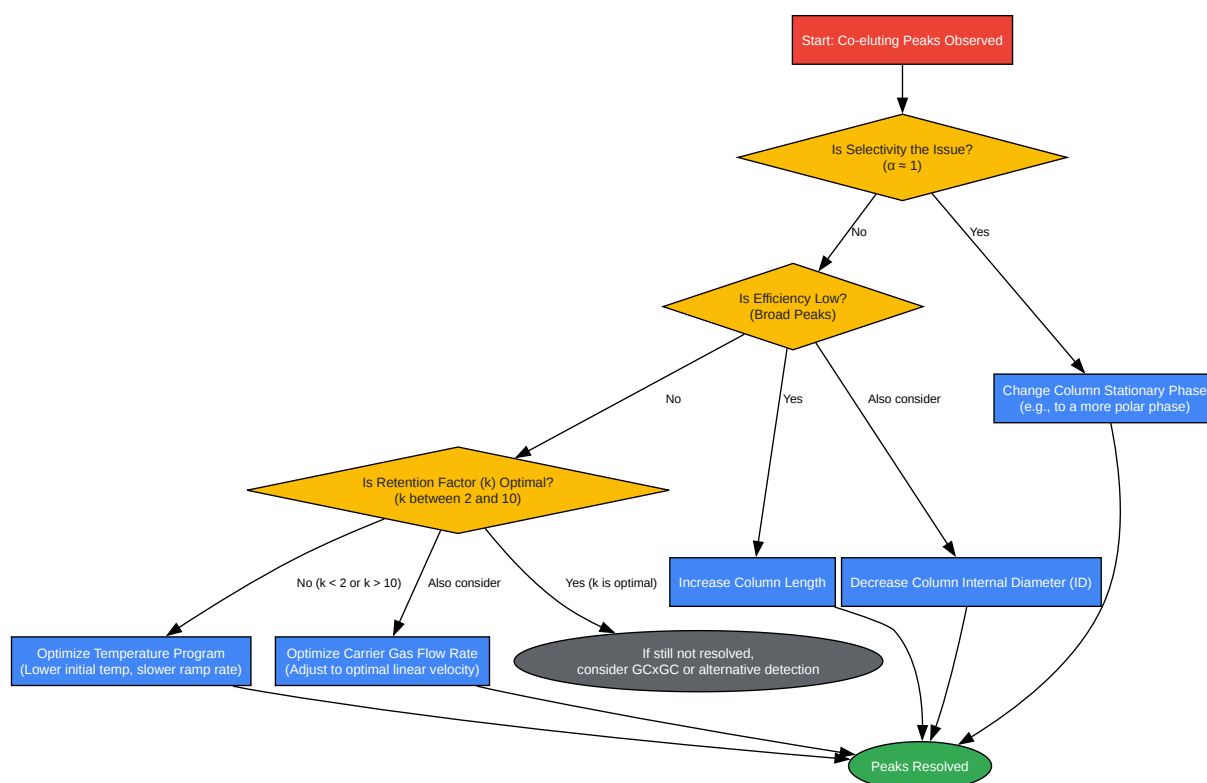 Start: Co-eluting Peaks Observed
Is Selectivity the Issue?
(α ≈ 1)
No
Yes
Is Efficiency Low?
(Broad Peaks)
No
Yes
Also consider
Change Column Stationary Phase
(e.g., to a more polar phase)
Is Retention Factor (k) Optimal?
(k between 2 and 10)
No (k < 2 or k > 10)
Also consider
Yes (k is optimal)
Increase Column Length
Decrease Column Internal Diameter (ID)
Optimize Temperature Program
(Lower initial temp, slower ramp rate)
Optimize Carrier Gas Flow Rate
(Adjust to optimal linear velocity)
If still not resolved,
consider GCxGC or alternative detection
Peaks Resolved